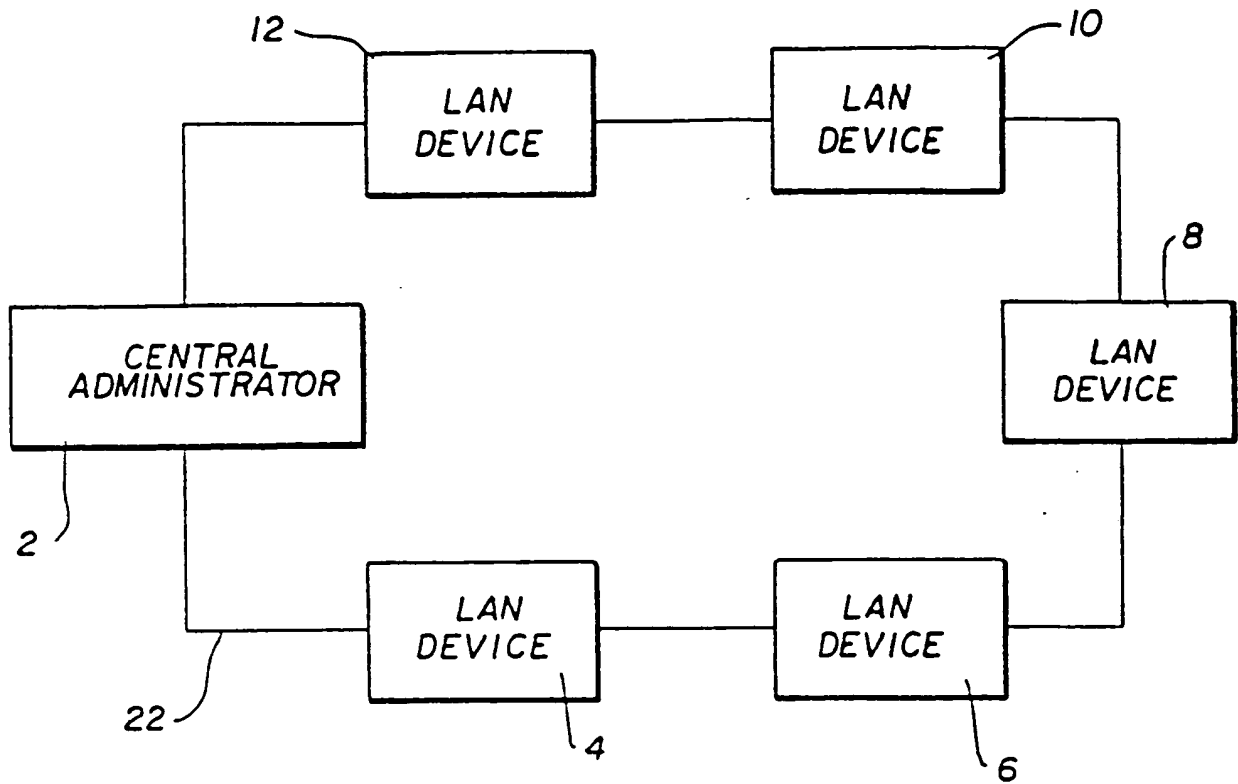 12
10
LAN
DEVICE
LAN
DEVICE
8
CENTRAL
ADMINISTRATOR
LAN
DEVICE
2
LAN
DEVICE
LAN
DEVICE
22
4
6